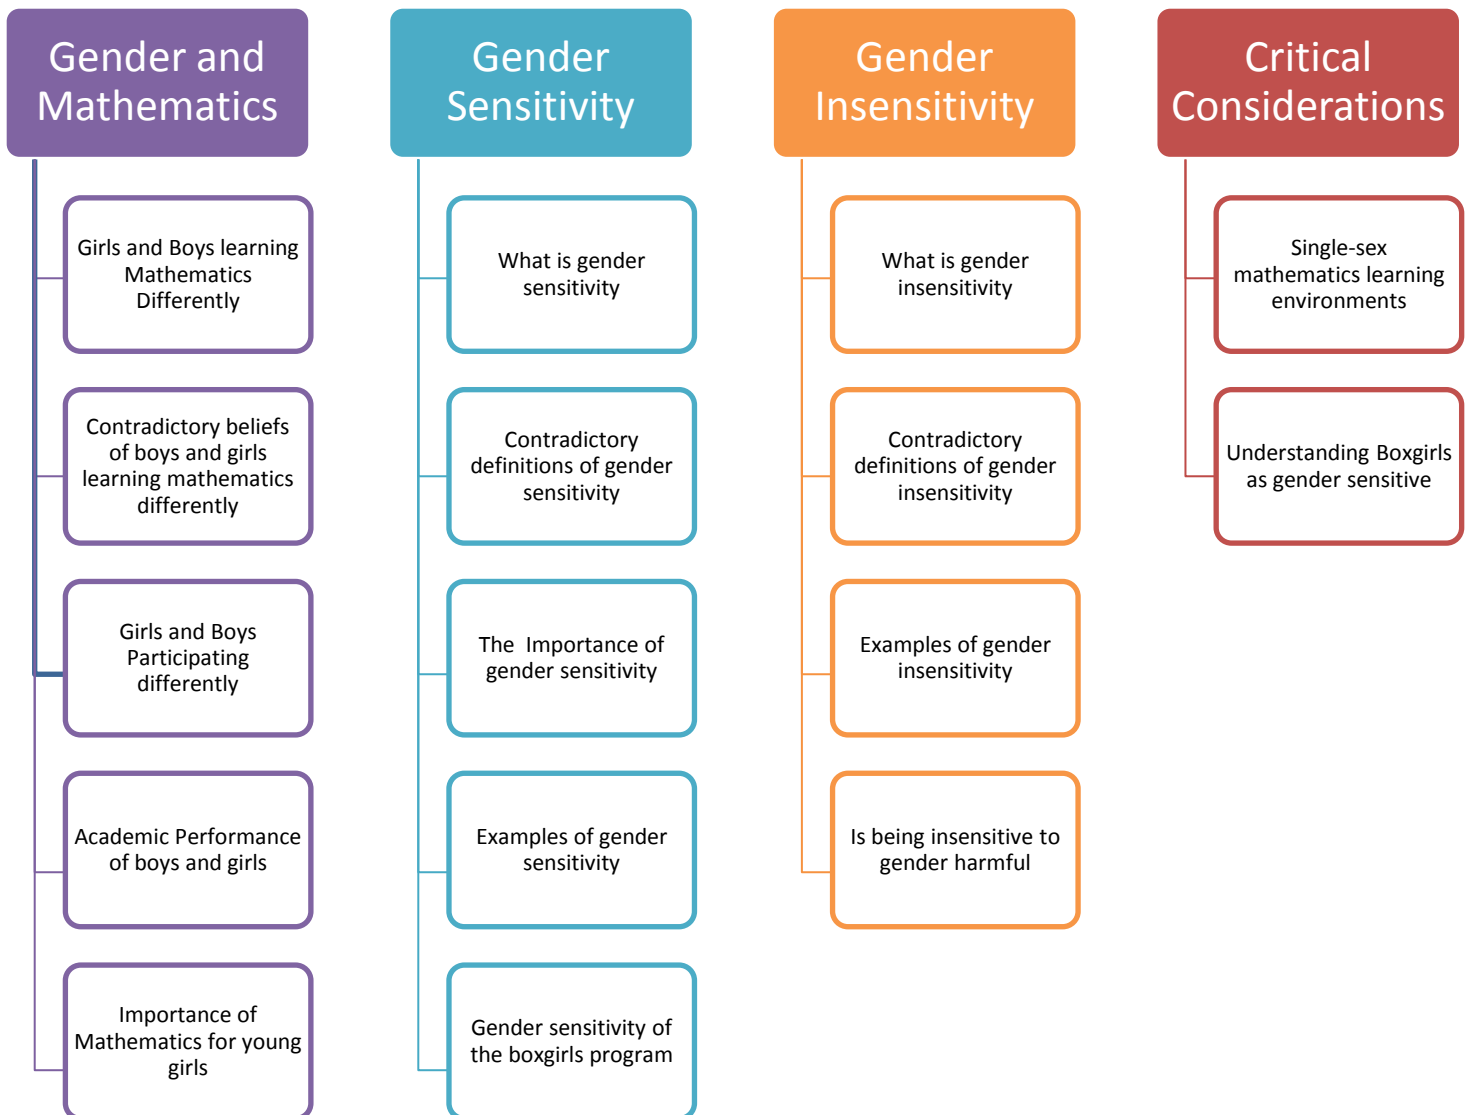 Gender and
Mathematics
Girls and Boys learning
Mathematics
Differently
Contradictory beliefs
of boys and girls
learning mathematics
differently
Girls and Boys
Participating
differently
Academic Performance
of boys and girls
Importance of
Mathematics for young
girls
Gender
Sensitivity
What is gender
sensitivity
Contradictory
definitions of gender
sensitivity
The Importance of
gender sensitivity
Examples of gender
sensitivity
Gender sensitivity of
the boxgirls program
Gender
Insensitivity
What is gender
insensitivity
Contradictory
definitions of gender
insensitivity
Examples of gender
insensitivity
Is being insensitive to
gender harmful
Critical
Considerations
Single-sex
mathematics learning
environments
Understanding Boxgirls
as gender sensitive